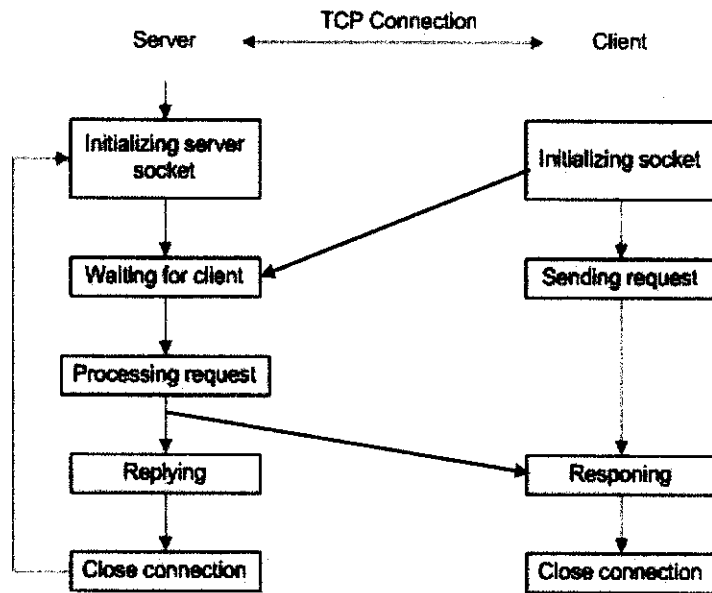 TCP Connection
Server
Client
Initializing server
socket
Initializing socket
Waiting for client
Sending request
Processing request
Replying
Responing
Close connection
Close connection